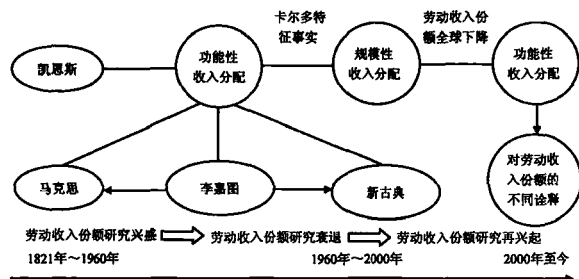 卡尔多特
征事实
劳动收入份
额全球下降
凯恩斯
功能性
收入分配
规模性
收入分配
功能性
收入分配
马克思
李嘉图
新古典
对劳动收
入份额的
不同诠释
劳动收入份额研究兴盛
劳动收入份额研究衰退
劳动收入份额研究再兴起
1821年～1960年
1960年～2000年
2000年至今